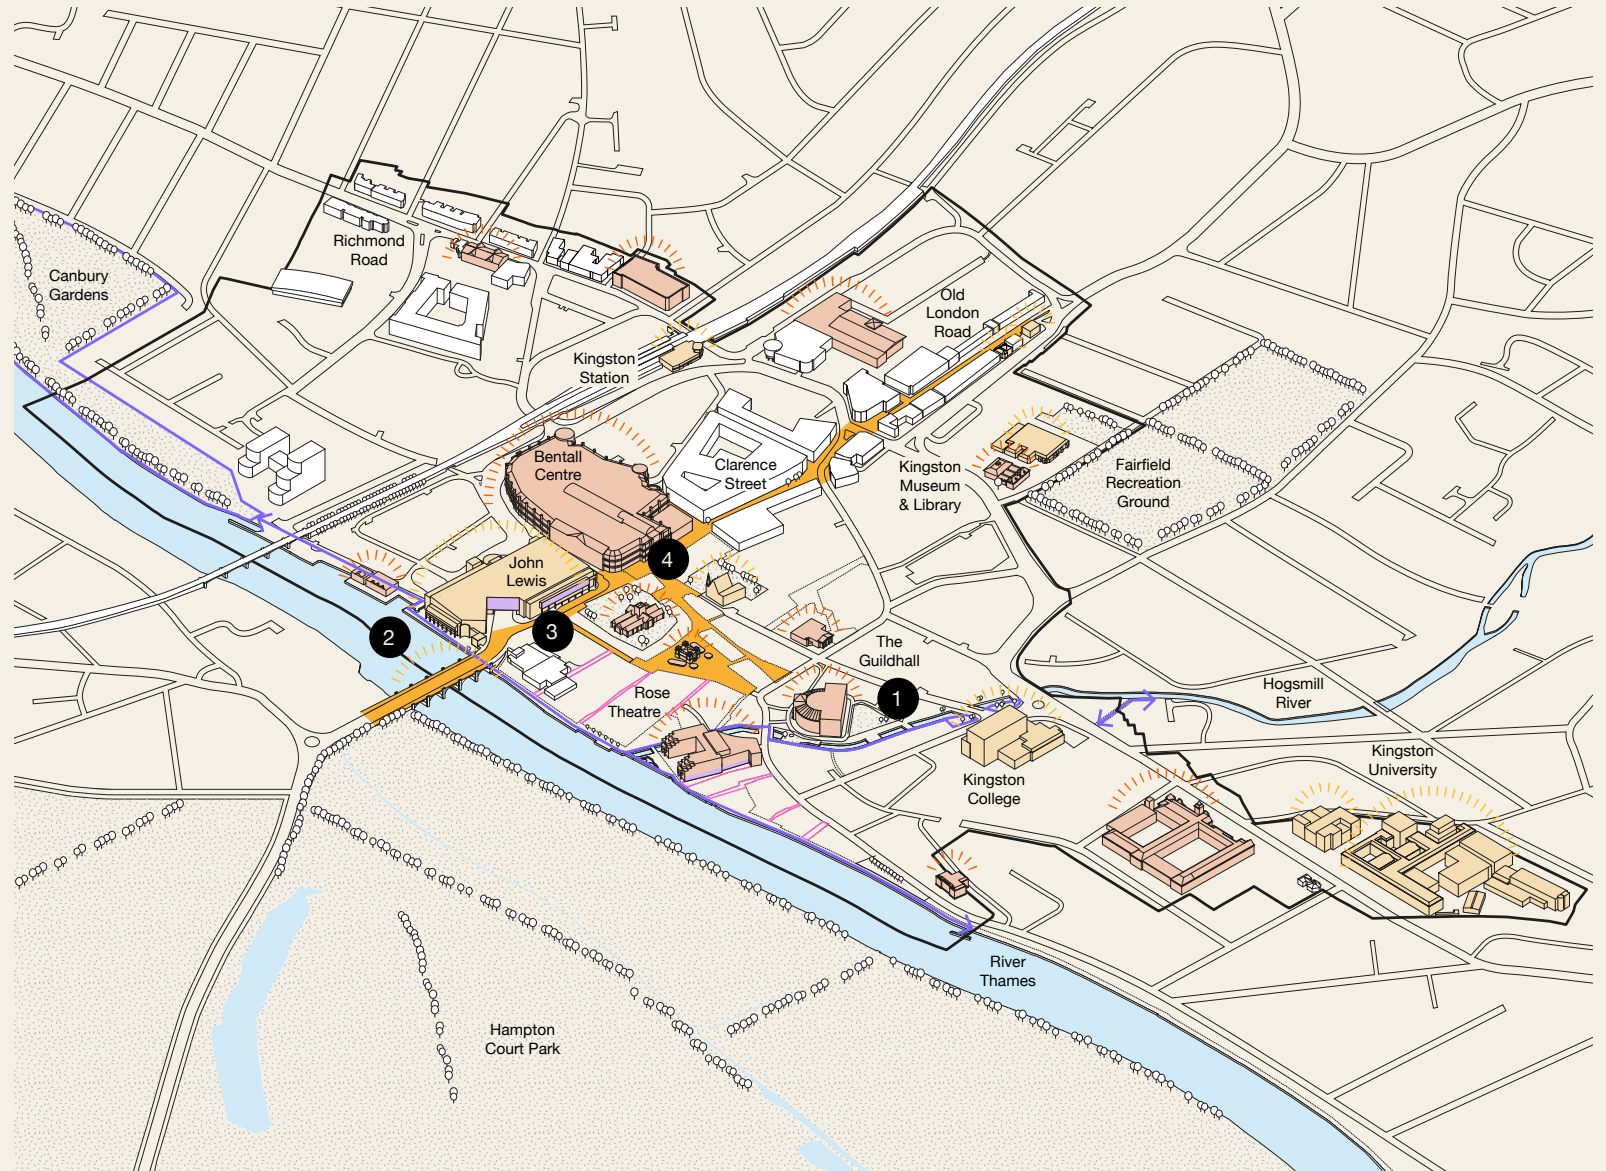 Richmond
Road
Canbury
Gardens
Old
London
Road
Kingston
Station
Bentall
Centre
Clarence
Street
Kingston
Museum
& Library
Fairfield
Recreation
Ground
John
Lewis
4
3
2
The
Guildhall
1
Rose
Theatre
Hogsmill
River
Kingston
University
Kingston
College
River
Thames
Hampton
Court Park